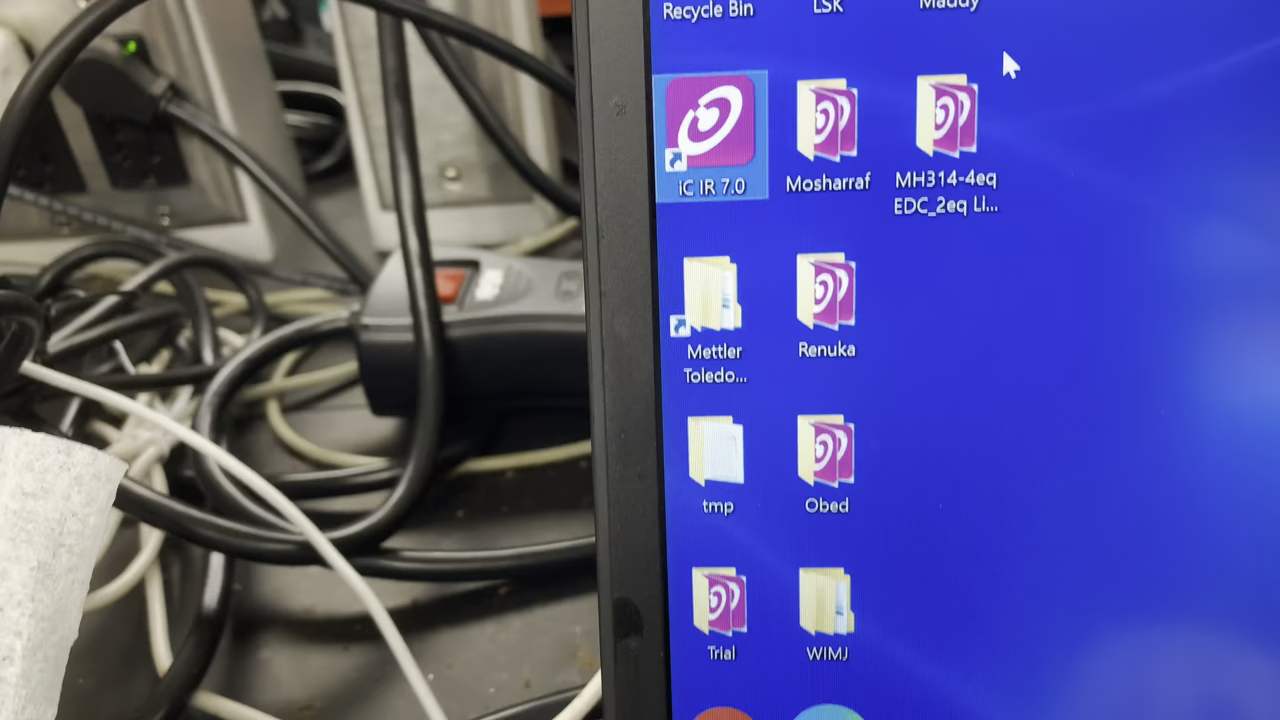 Recycle Bin
LSK
Maddy
iC IR 7.0
Mosharraf
MH314-4eq
EDC_2eq Li...
Mettler
Toledo...
Renuka
tmp
Obed
Trial
WIMJ